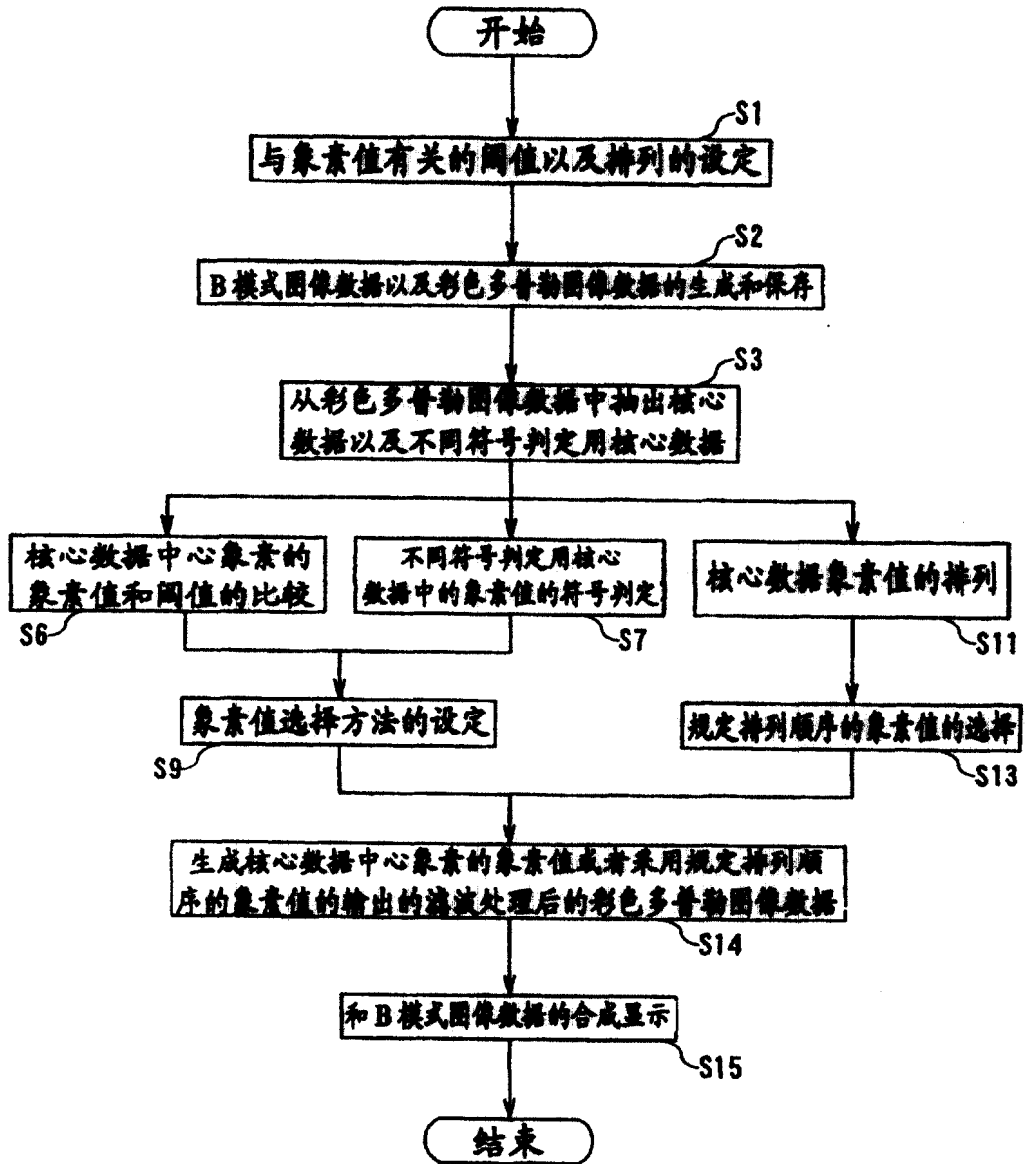 开始
S1
与象素值有关的阈值以及排列的设定
S2
B模式图像数据以及彩色多普勒图像数据的生成和保存
S3
从彩色多普勒图像数据中抽出核心
数据以及不同符号判定用核心数据
核心数据中心象素的
象素值和阈值的比较
S6
不同符号判定用核心
数据中的象素值的符号判定
S7
核心数据象素值的排列
S11
象素值选择方法的设定
S9
规定排列顺序的象素值的选择
S13
生成核心数据中心象素的象素值或者采用规定排列顺
序的象素值的输出的滤波处理后的彩色多普勒图像数据
S14
和B模式图像数据的合成显示
S15
结束